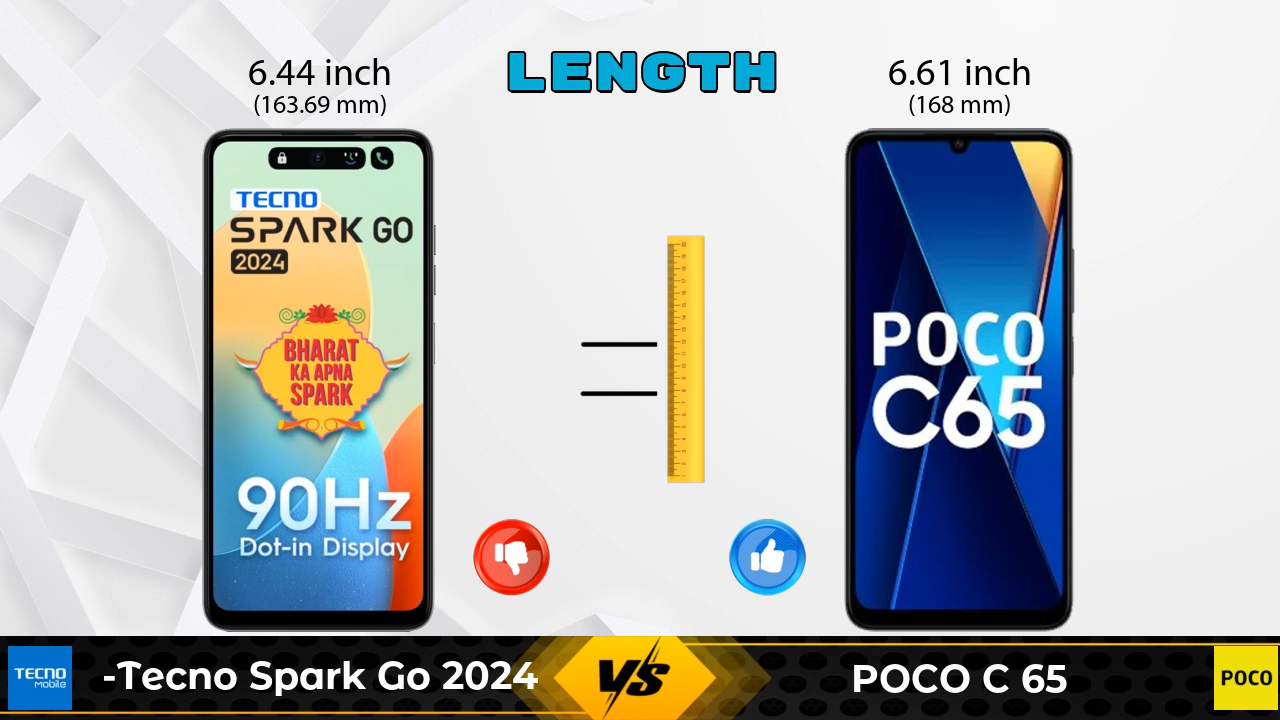 LENGTH
6.44 inch
(163.69 mm)
6.61 inch
(168 mm)
TECNO
SPARK GO
2024
BHARAT
KA APNA
SPARK
90Hz
Dot-in Display
POCO
C65
TECNO
mobile
-Tecno Spark Go 2024
VS
POCO C 65
POCO